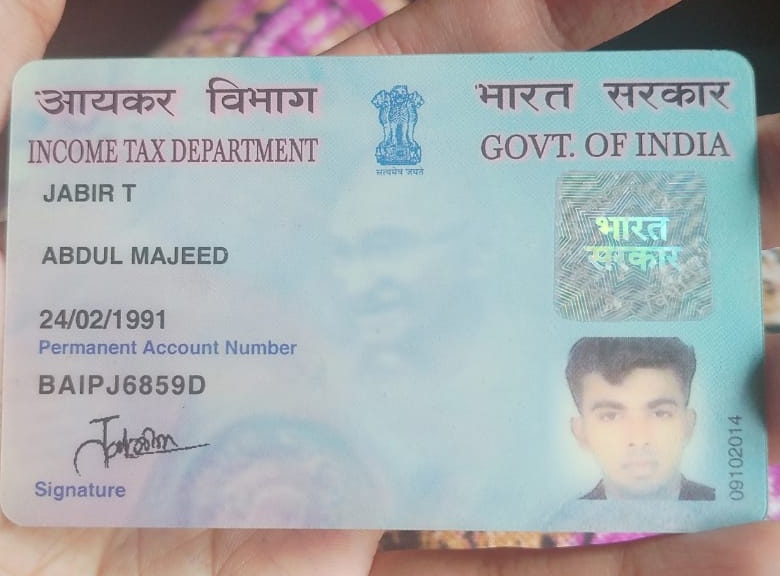 आयकर विभाग
INCOME TAX DEPARTMENT
सत्यमेव जयते
भारत सरकार
GOVT. OF INDIA
JABIR T
ABDUL MAJEED
24/02/1991
Permanent Account Number
BAIPJ6859D
Signature
भारत
सरकार
09102014